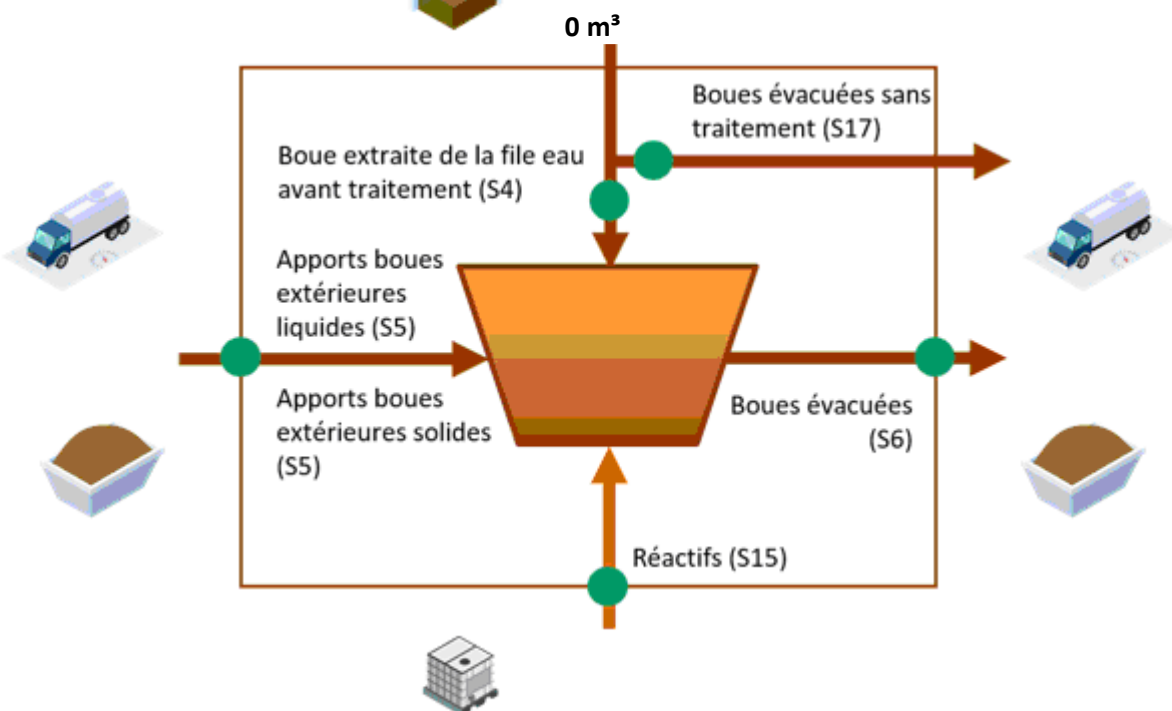 0 m³
Boues évacuées sans
traitement (S17)
Boue extraite de la file eau
avant traitement (S4)
Apports boues
extérieures
liquides (S5)
Apports boues
extérieures solides
(S5)
Boues évacuées
(S6)
Réactifs (S15)